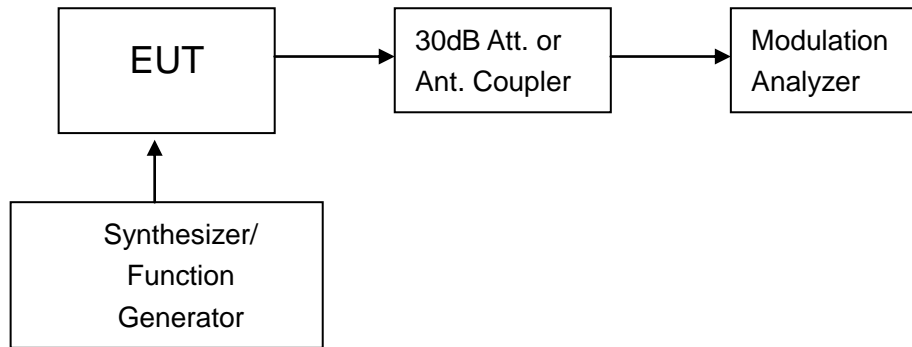 EUT
30dB Att. or
Ant. Coupler
Modulation
Analyzer
Synthesizer/
Function
Generator